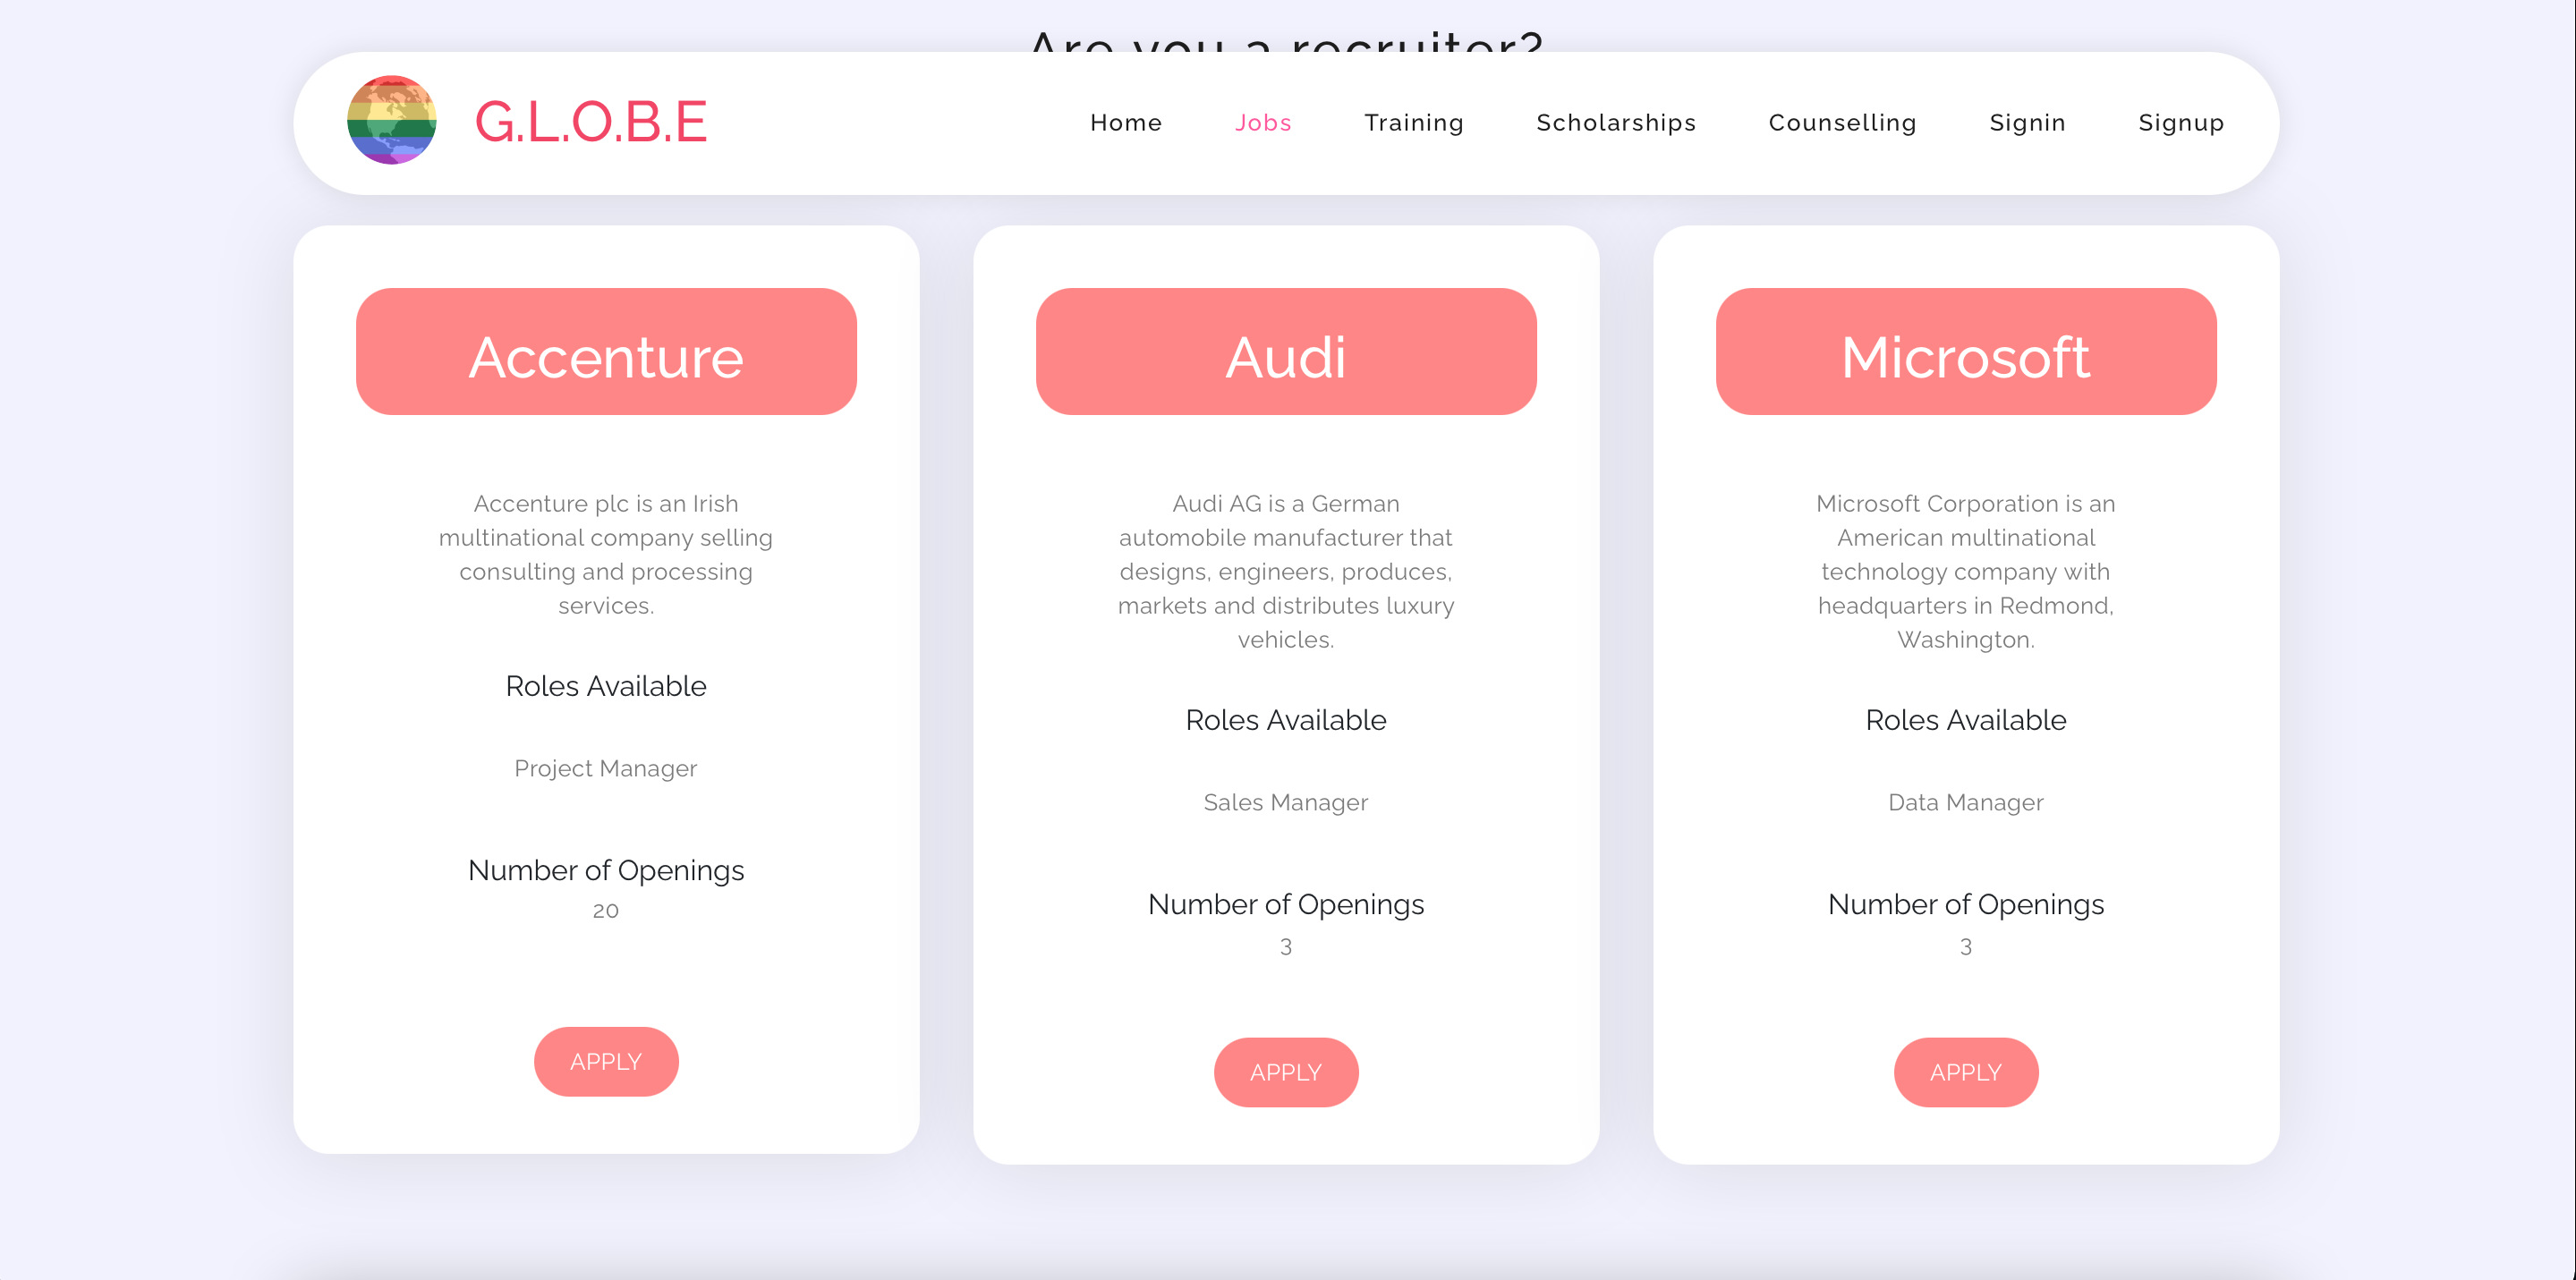 Are you a recruiter?
G.L.O.B.E
Home Jobs Training Scholarships Counselling Signin Signup
Accenture
Accenture plc is an Irish
multinational company selling
consulting and processing
services.
Roles Available
Project Manager
Number of Openings
20
APPLY
Audi
Audi AG is a German
automobile manufacturer that
designs, engineers, produces,
markets and distributes luxury
vehicles.
Roles Available
Sales Manager
Number of Openings
3
APPLY
Microsoft
Microsoft Corporation is an
American multinational
technology company with
headquarters in Redmond,
Washington.
Roles Available
Data Manager
Number of Openings
3
APPLY